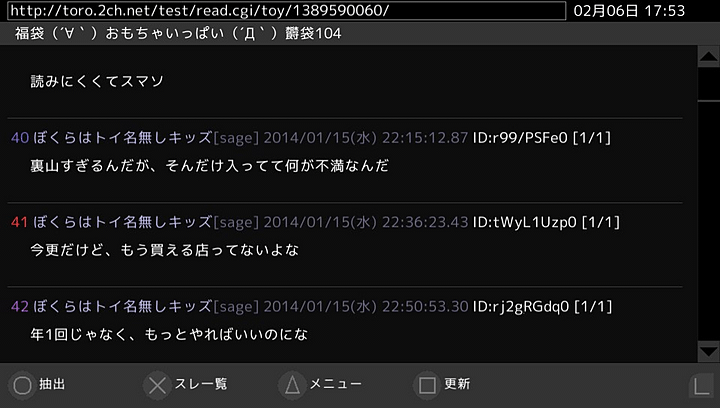 http://toro.2ch.net/test/read.cgi/toy/1389590060/ 02月06日 17:53
福袋（´∀｀）おもちゃいっぱい（´Д｀）欝袋104
読みにくくてスマソ
40 ぼくらはトイ名無しキッズ[sage] 2014/01/15(水) 22:15:12.87 ID:r99/PSFe0 [1/1]
裏山すぎるんだが、そんだけ入ってて何が不満なんだ
41 ぼくらはトイ名無しキッズ[sage] 2014/01/15(水) 22:36:23.43 ID:tWyL1Uzp0 [1/1]
今更だけど、もう買える店ってないよな
42 ぼくらはトイ名無しキッズ[sage] 2014/01/15(水) 22:50:53.30 ID:rj2gRGdq0 [1/1]
年1回じゃなく、もっとやればいいのにな
抽出 スレ一覧 メニュー 更新 L